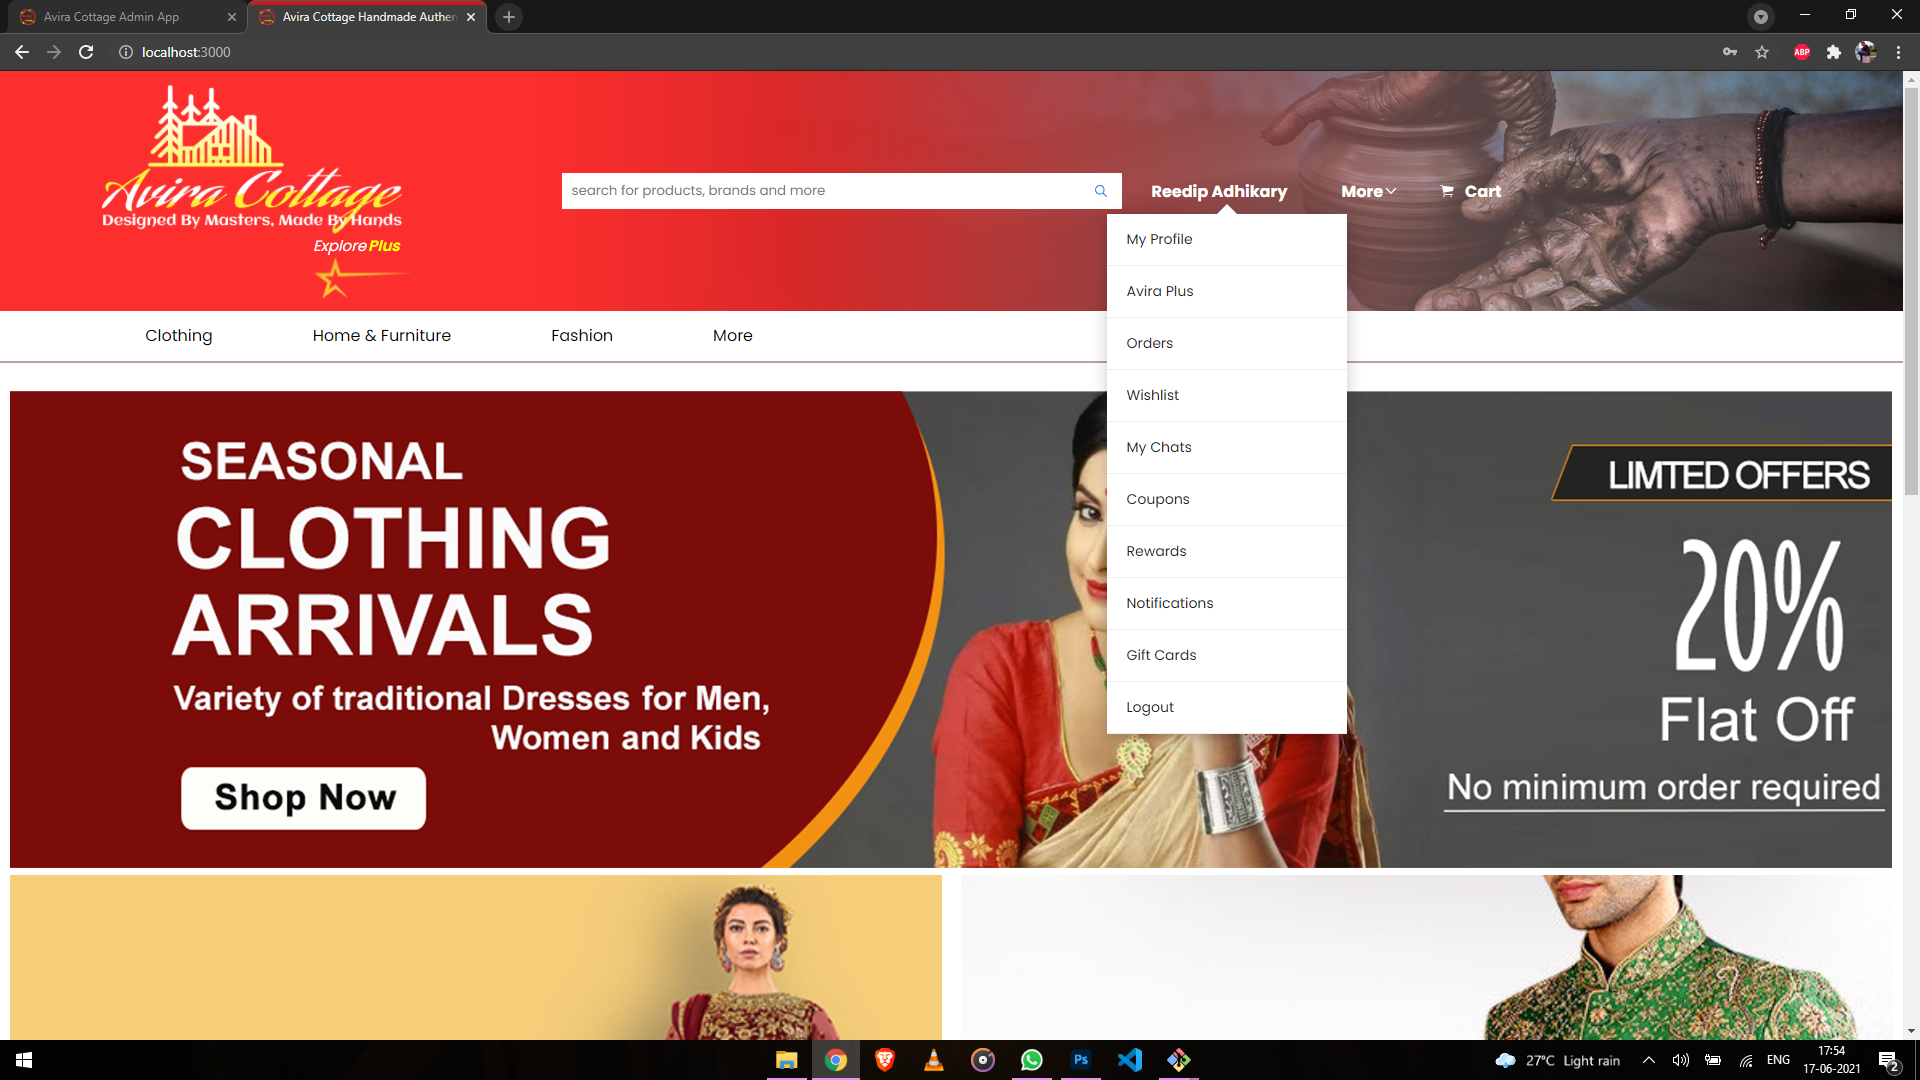 Avira Cottage Admin App
Avira Cottage Handmade Authen
localhost:3000
ABP
Avira Cottage
Designed By Masters, Made By Hands
Explore Plus
search for products, brands and more
Reedip Adhikary
More
Cart
My Profile
Avira Plus
Orders
Wishlist
My Chats
Coupons
Rewards
Notifications
Gift Cards
Logout
Clothing
Home & Furniture
Fashion
More
SEASONAL
CLOTHING
ARRIVALS
Variety of traditional Dresses for Men,
Women and Kids
Shop Now
LIMTED OFFERS
20%
Flat Off
No minimum order required
Ps
27°C Light rain
ENG
17:54
17-06-2021
2